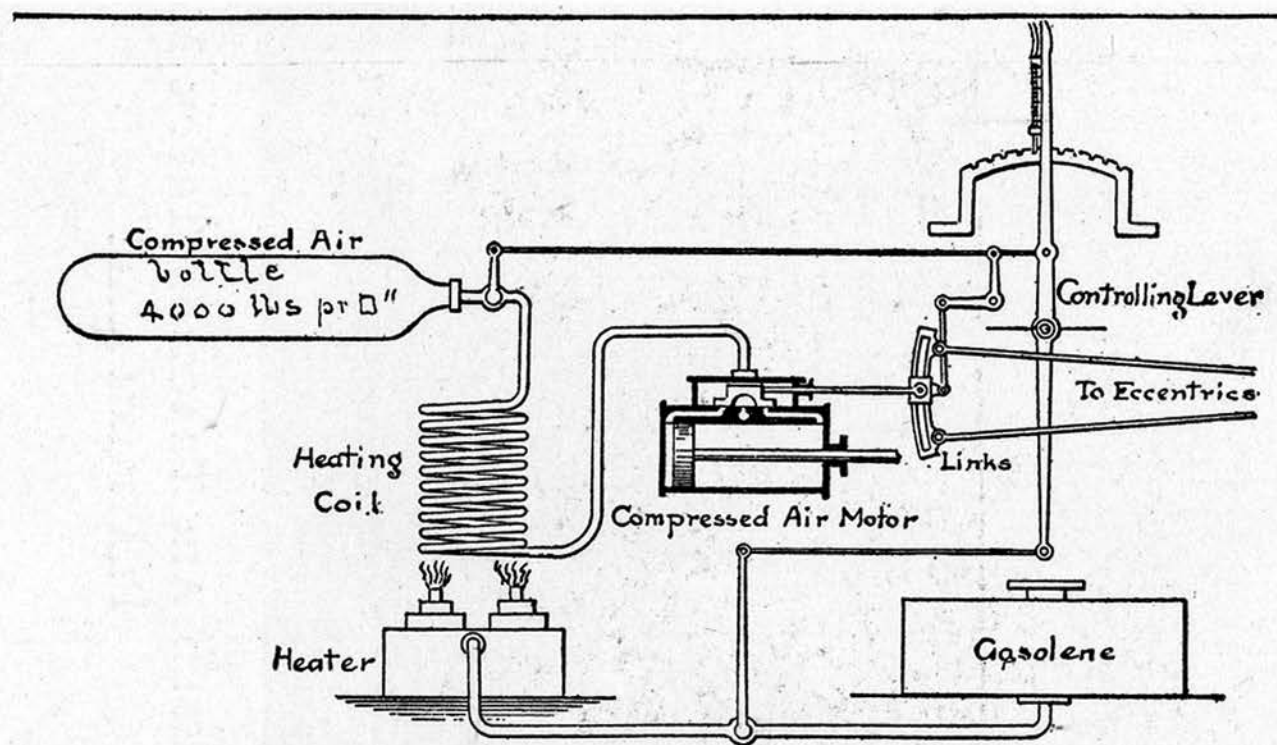 Compressed Air
bottle
4000 lbs pr □"
Controlling Lever
To Eccentrics.
Links
Heating
Coil
Compressed Air Motor
Heater
Gasolene